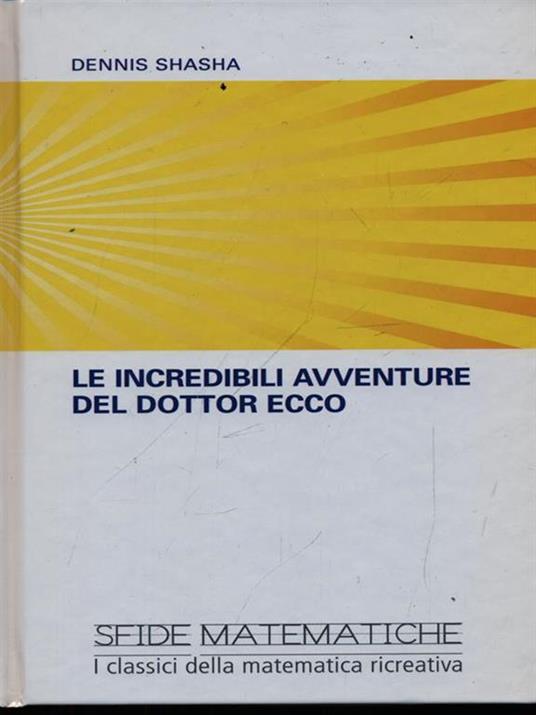 DENNIS SHASHA
LE INCREDIBILI AVVENTURE
DEL DOTTOR ECCO
SFIDE MATEMATICHE
I classici della matematica ricreativa